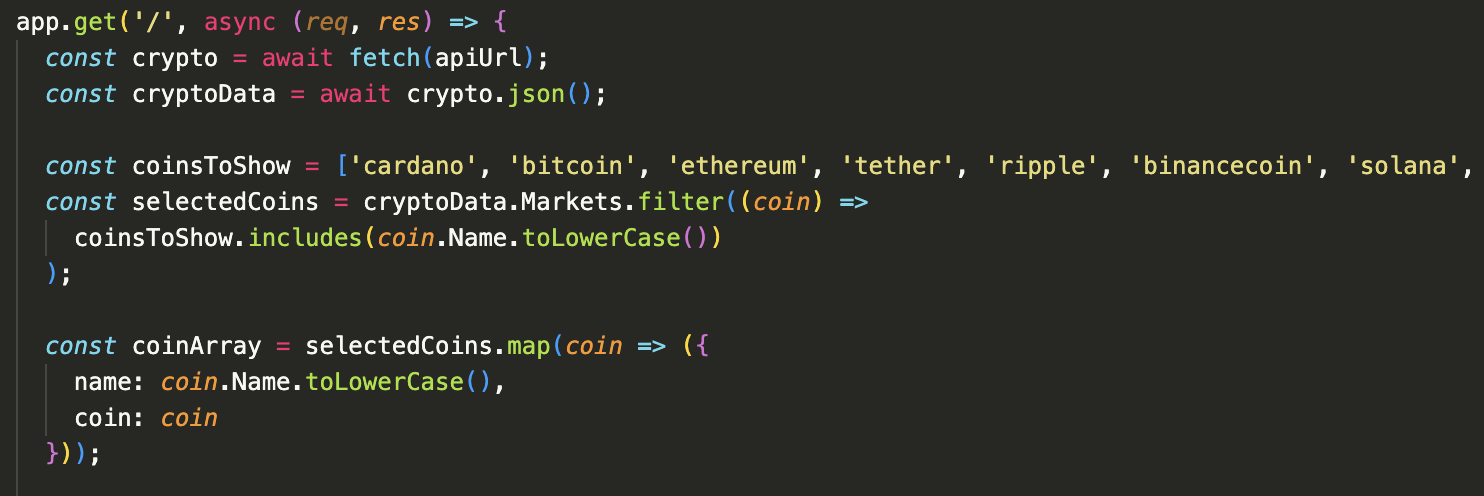 app.get('/', async (req, res) => {
const crypto = await fetch(apiUrl);
const cryptoData = await crypto.json();
const coinsToShow = ['cardano', 'bitcoin', 'ethereum', 'tether', 'ripple', 'binancecoin', 'solana',
const selectedCoins = cryptoData.Markets.filter((coin) =>
coinsToShow.includes(coin.Name.toLowerCase())
);
const coinArray = selectedCoins.map(coin => ({
name: coin.Name.toLowerCase(),
coin: coin
}));